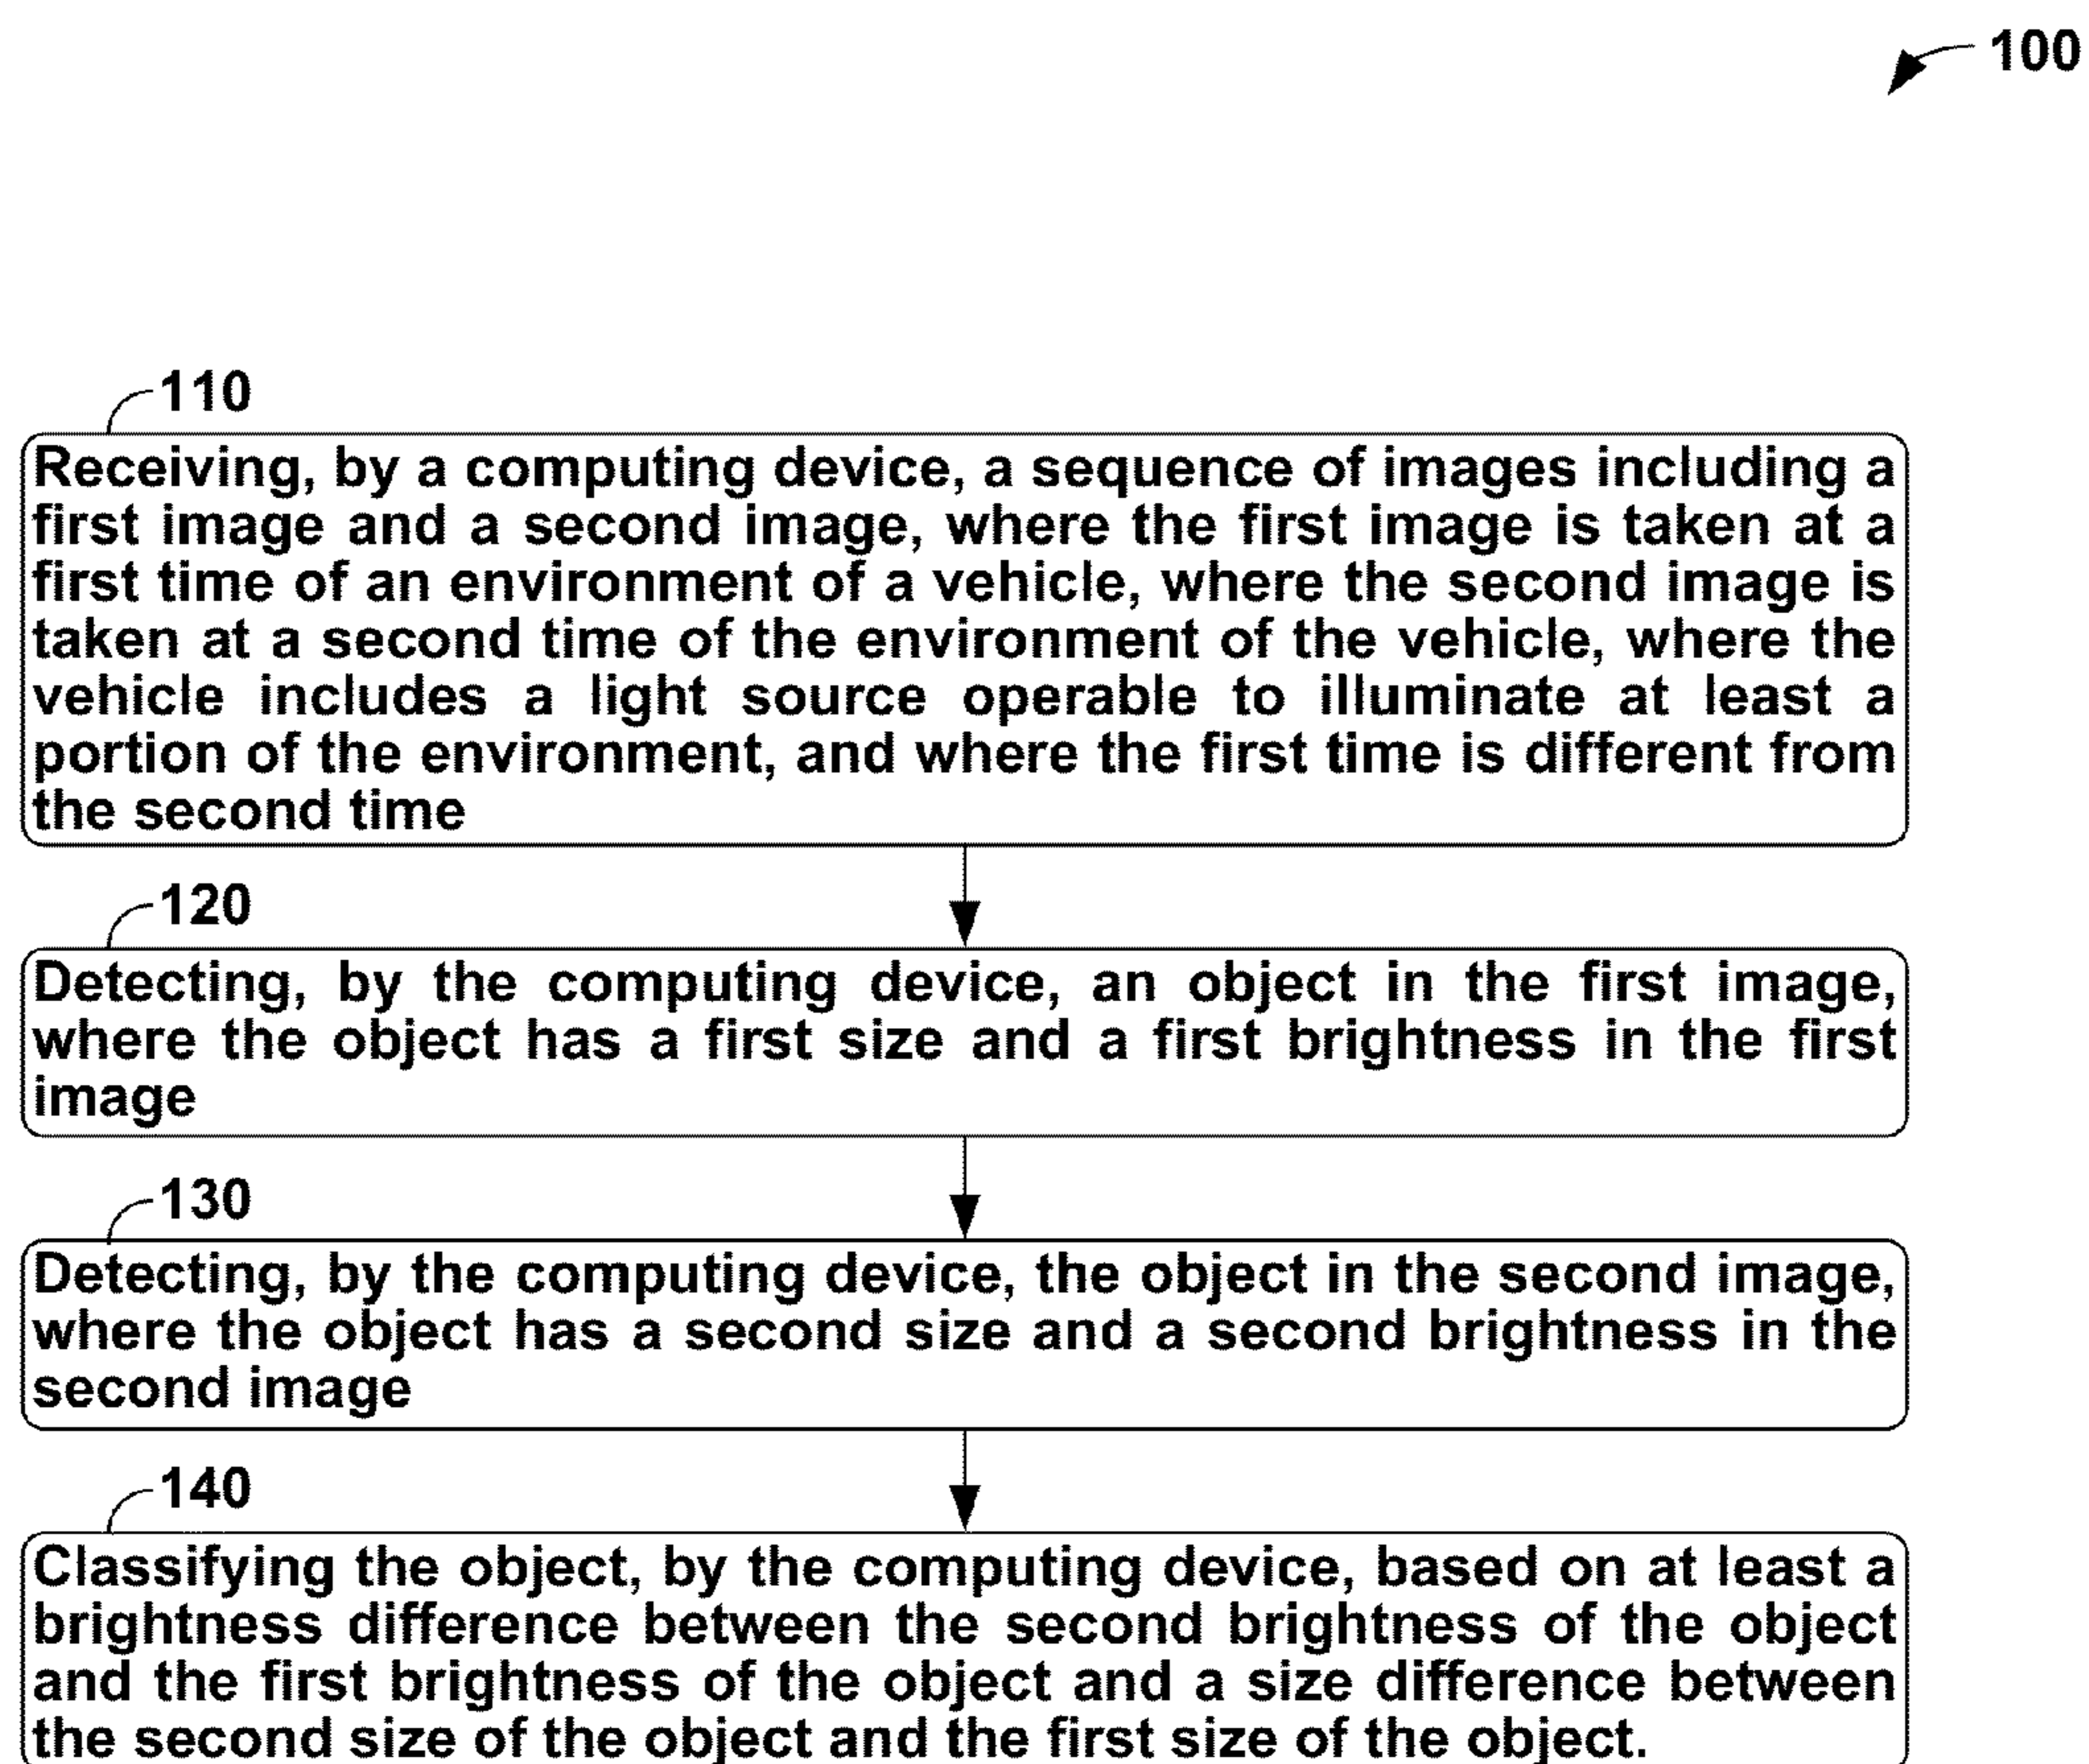 100
110
Receiving, by a computing device, a sequence of images including a
first image and a second image, where the first image is taken at a
first time of an environment of a vehicle, where the second image is
taken at a second time of the environment of the vehicle, where the
vehicle includes a light source operable to illuminate at least a
portion of the environment, and where the first time is different from
the second time
120
Detecting, by the computing device, an object in the first image,
where the object has a first size and a first brightness in the first
image
130
Detecting, by the computing device, the object in the second image,
where the object has a second size and a second brightness in the
second image
140
Classifying the object, by the computing device, based on at least a
brightness difference between the second brightness of the object
and the first brightness of the object and a size difference between
the second size of the object and the first size of the object.